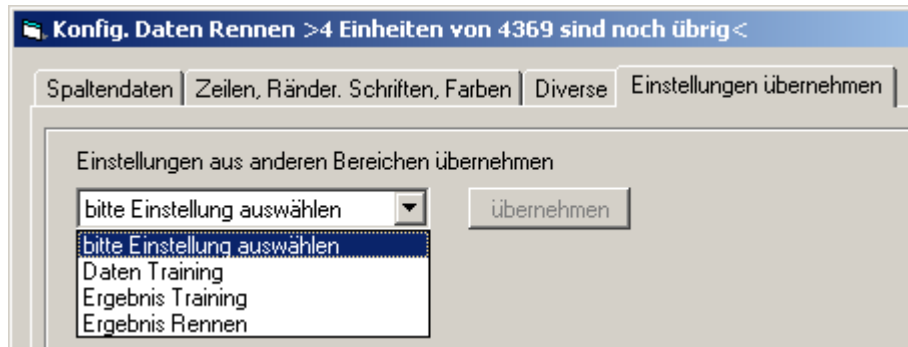 Konfig. Daten Rennen >4 Einheiten von 4369 sind noch übrig<
Spaltendaten Zeilen, Ränder. Schriften, Farben Diverse Einstellungen übernehmen
Einstellungen aus anderen Bereichen übernehmen
bitte Einstellung auswählen übernehmen
bitte Einstellung auswählen
Daten Training
Ergebnis Training
Ergebnis Rennen